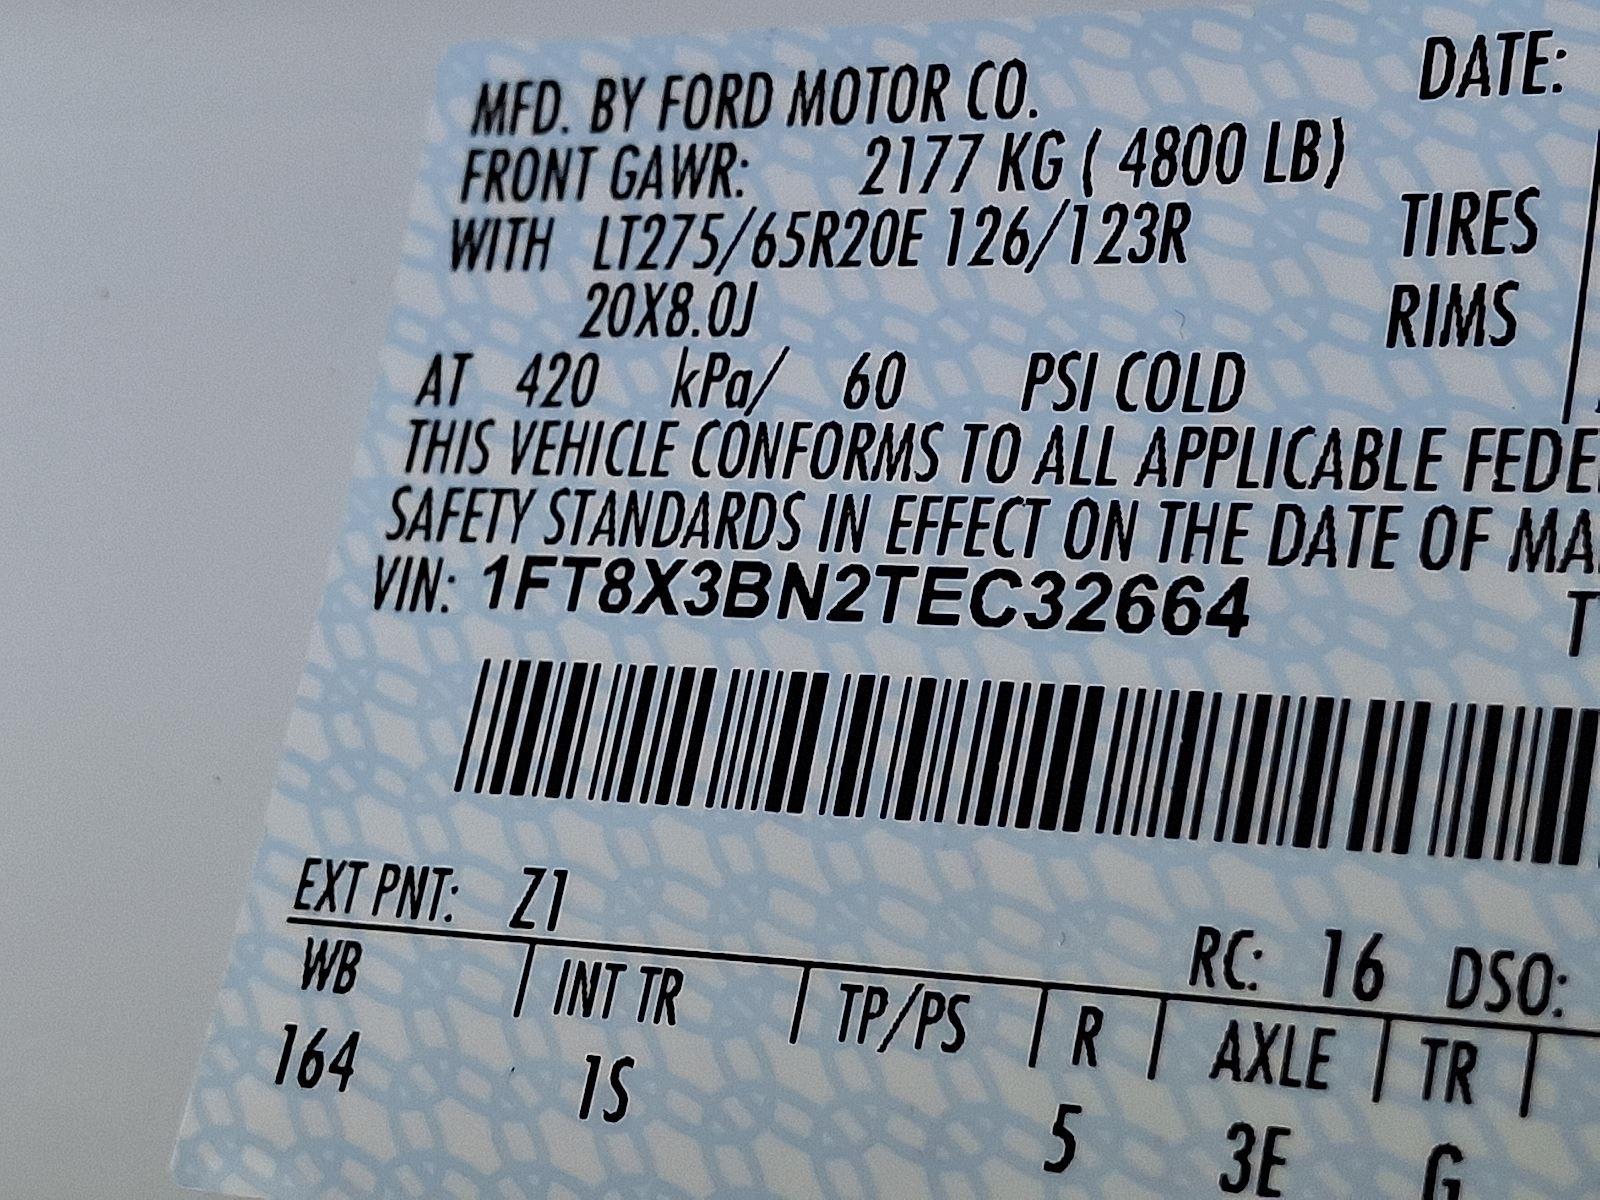 MFD. BY FORD MOTOR CO. DATE:
FRONT GAWR: 2177 KG ( 4800 LB)
WITH LT275/65R20E 126/123R TIRES
20X8.0J RIMS
AT 420 kPa/ 60 PSI COLD
THIS VEHICLE CONFORMS TO ALL APPLICABLE FEDE
SAFETY STANDARDS IN EFFECT ON THE DATE OF MA
VIN: 1FT8X3BN2TEC32664 T
EXT PNT: Z1 RC: 16 DSO:
WB INT TR TP/PS R AXLE TR
164 1S 5 3E G